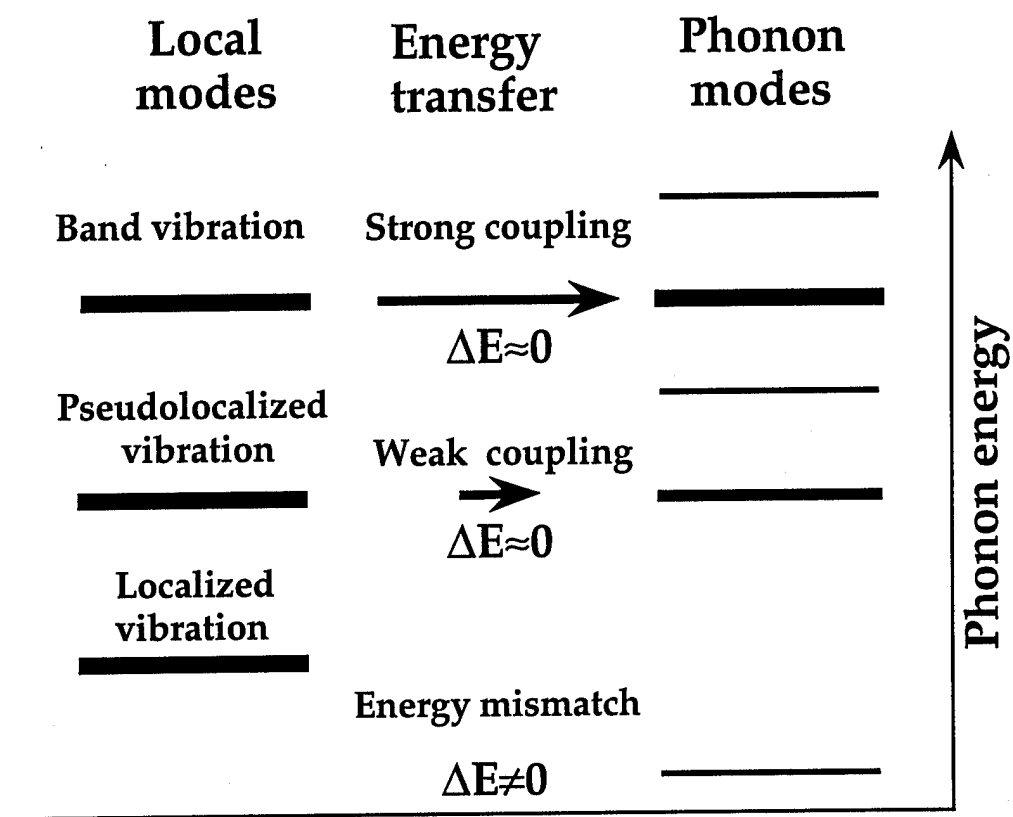 Local
modes
Energy
transfer
Phonon
modes
Band vibration
Strong coupling
ΔE≈0
Pseudolocalized
vibration
Weak coupling
ΔE≈0
Localized
vibration
Energy mismatch
ΔE≠0
Phonon energy